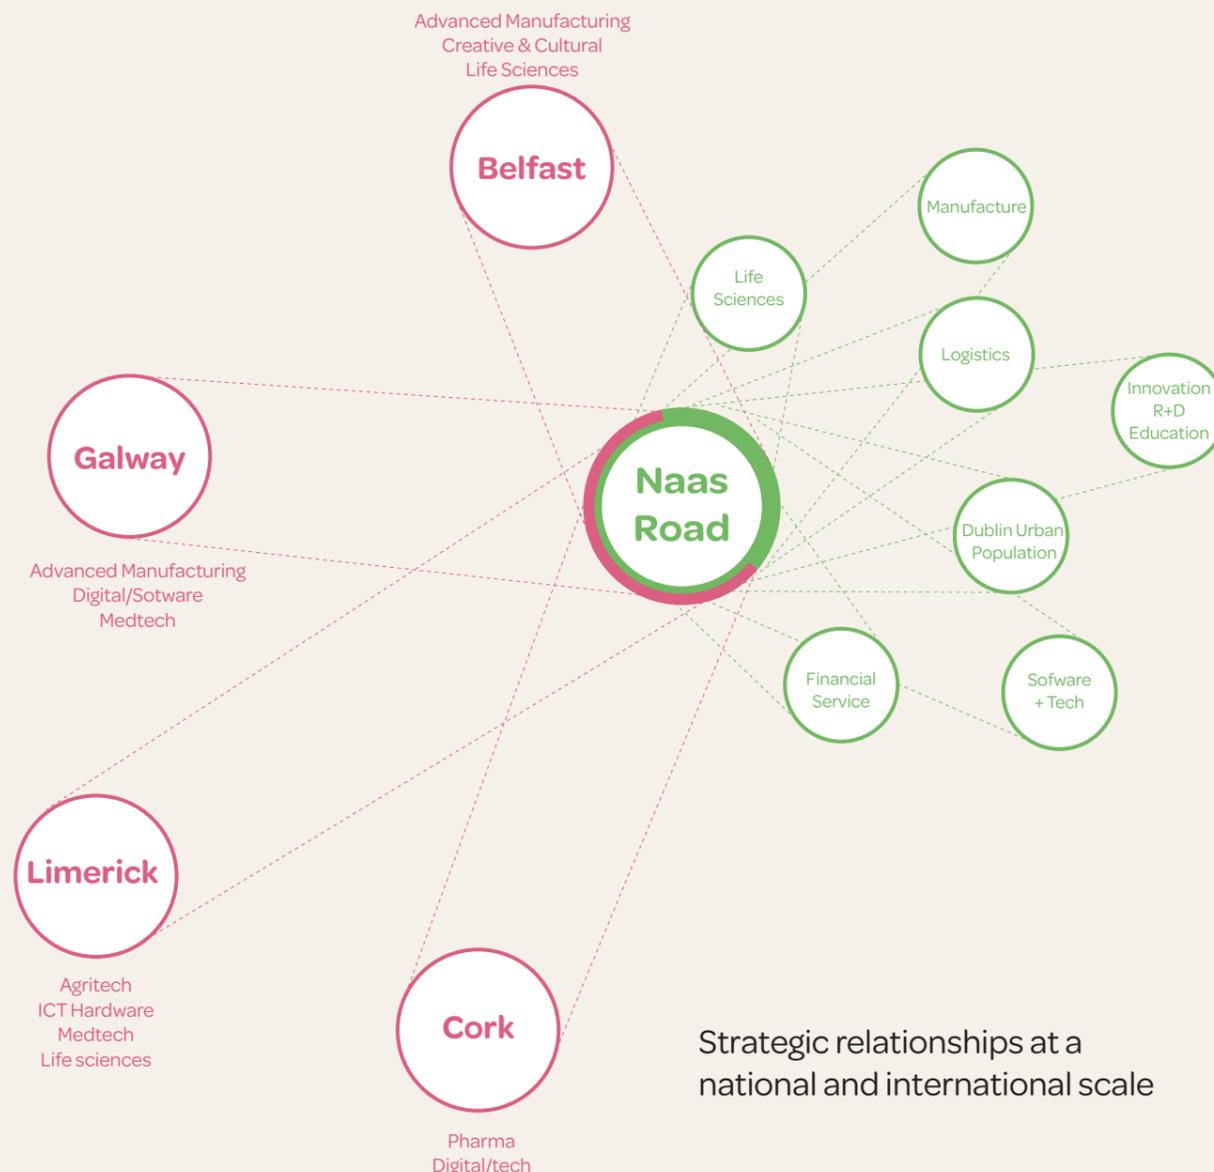 Advanced Manufacturing
Creative & Cultural
Life Sciences
Belfast
Manufacture
Life
Sciences
Logistics
Innovation
R+D
Education
Galway
Naas
Road
Dublin Urban
Population
Advanced Manufacturing
Digital/Sotware
Medtech
Financial
Service
Sofware
+ Tech
Limerick
Agritech
ICT Hardware
Medtech
Life sciences
Cork
Strategic relationships at a
national and international scale
Pharma
Digital/tech